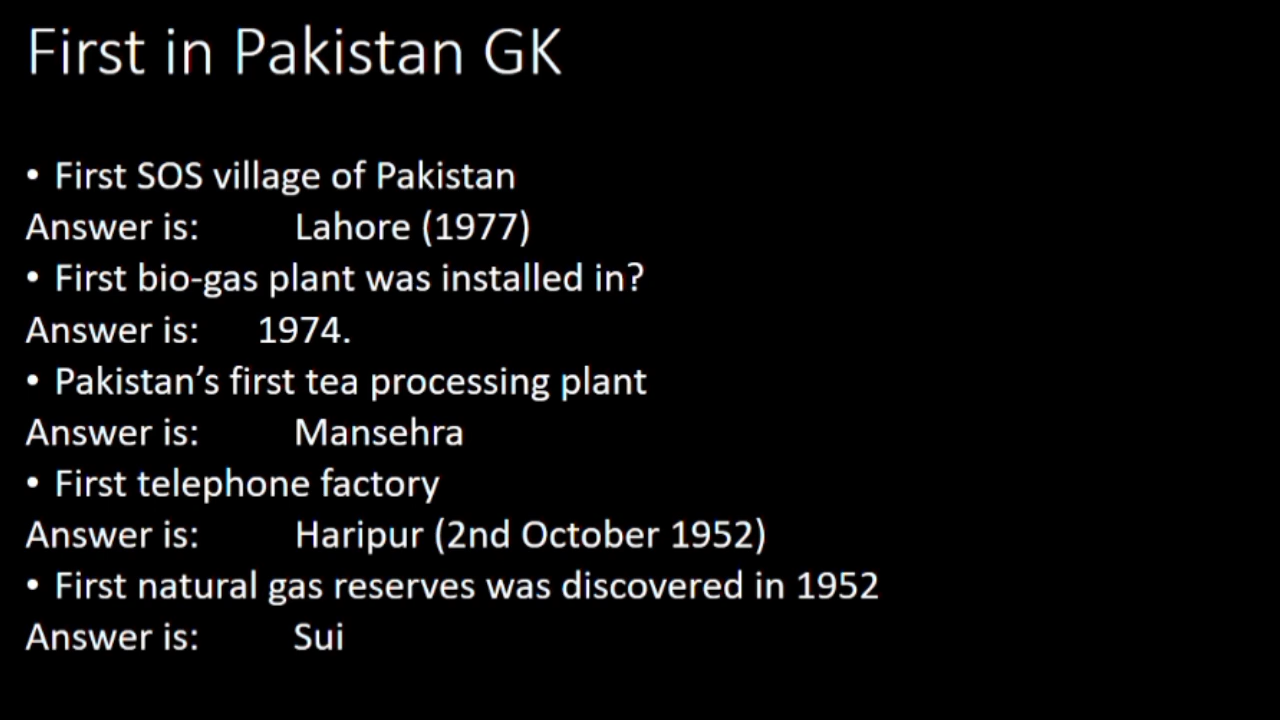 First in Pakistan GK
• First SOS village of Pakistan
Answer is: Lahore (1977)
• First bio-gas plant was installed in?
Answer is: 1974.
• Pakistan’s first tea processing plant
Answer is: Mansehra
• First telephone factory
Answer is: Haripur (2nd October 1952)
• First natural gas reserves was discovered in 1952
Answer is: Sui